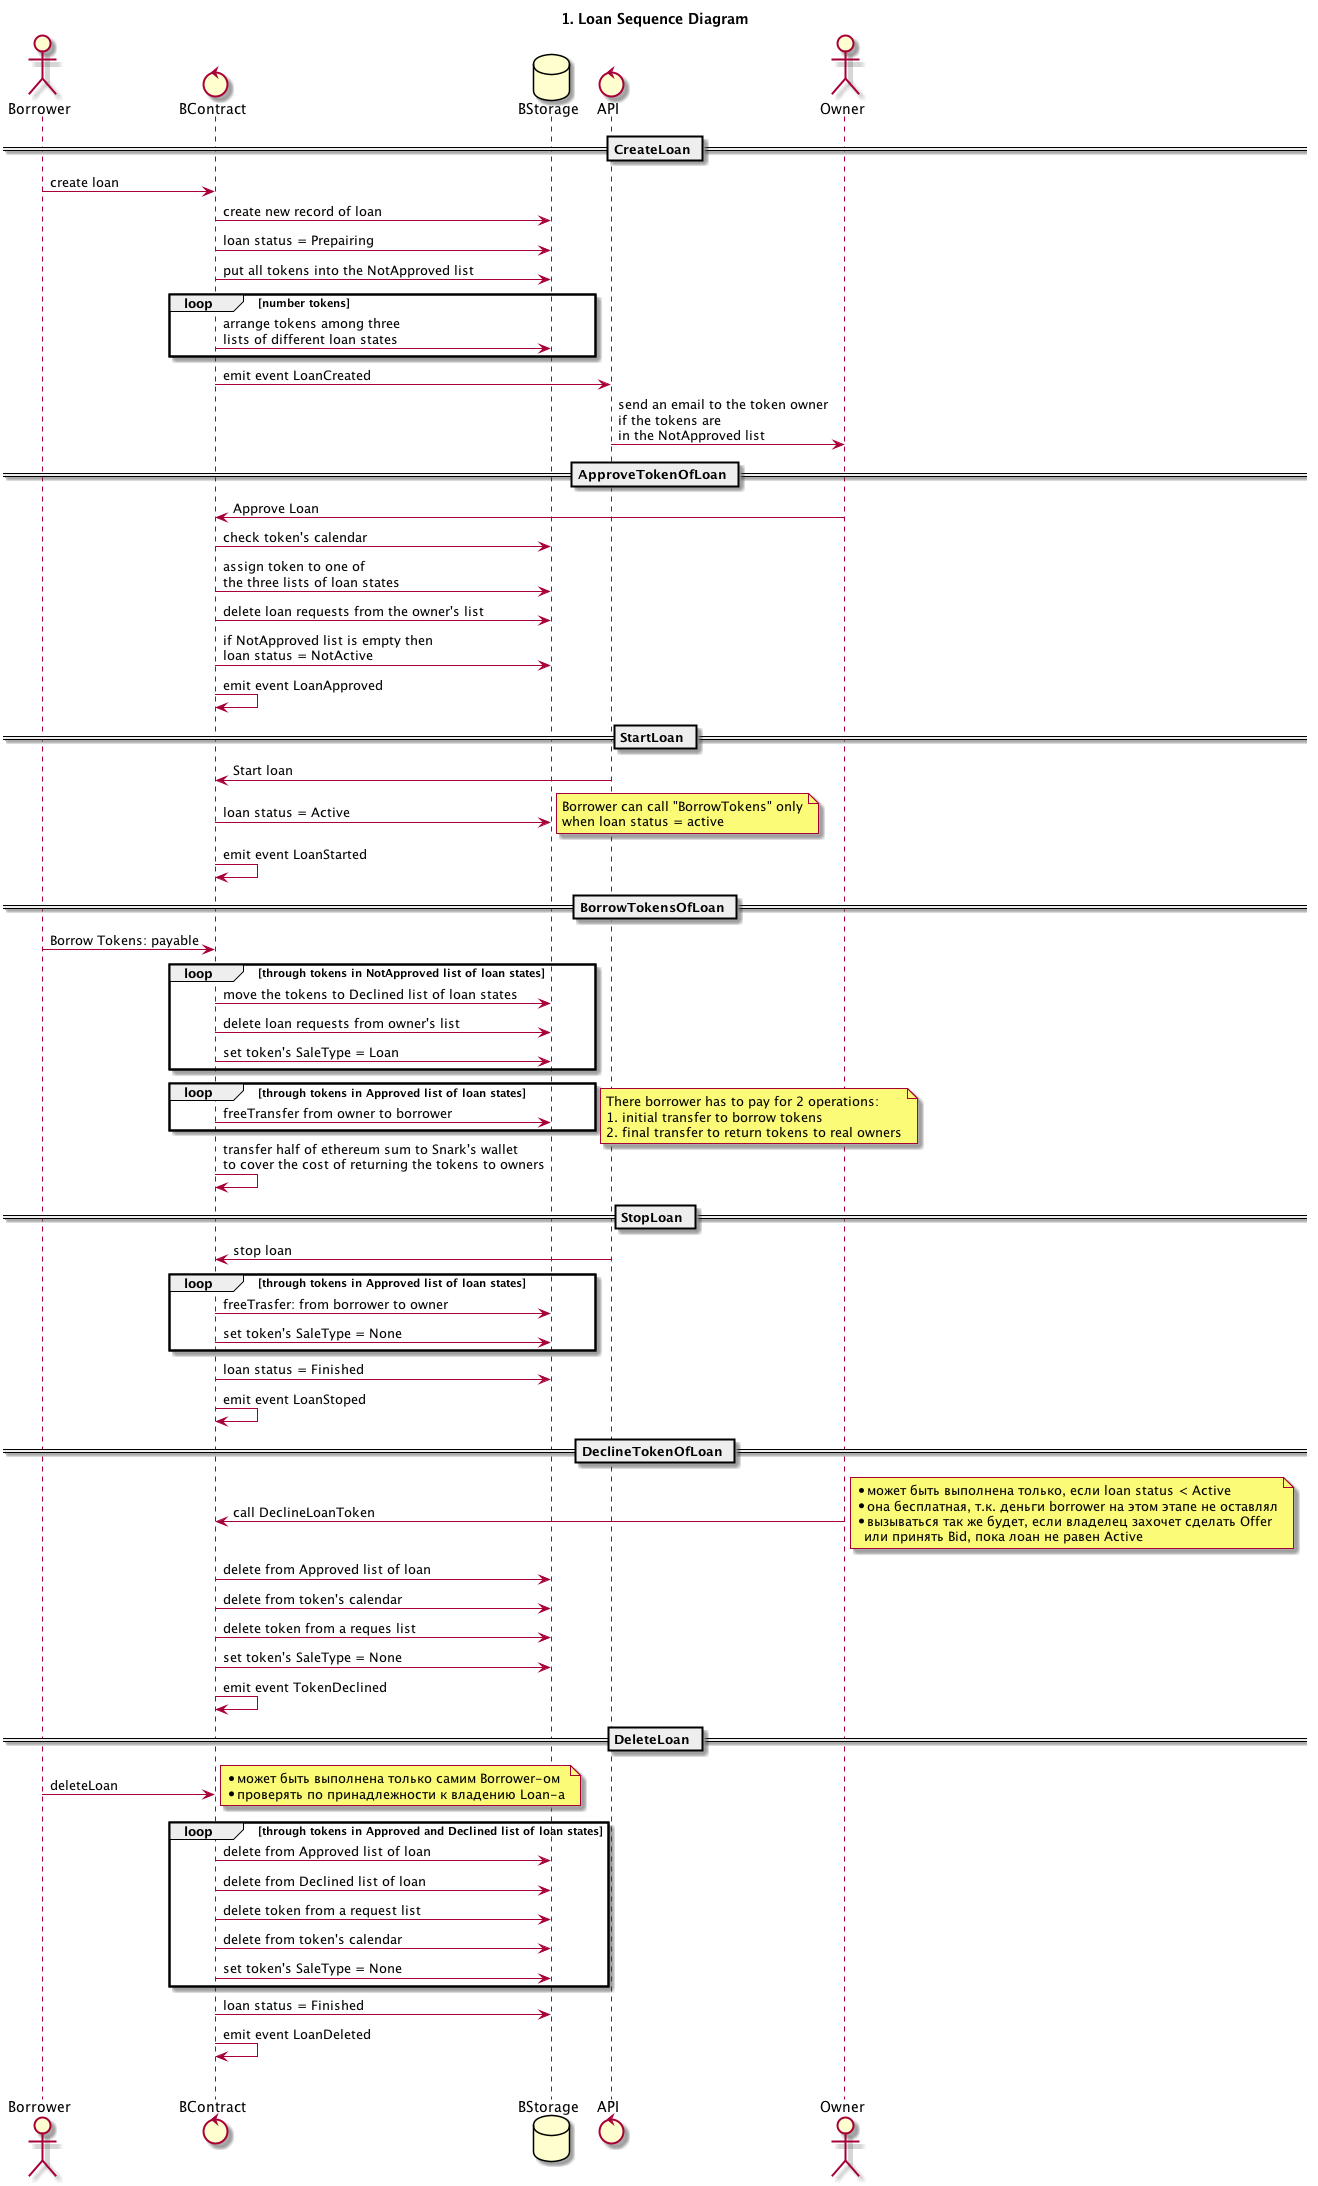 1. Loan Sequence Diagram
Borrower
BContract
BStorage
API
Owner
CreateLoan
create loan
create new record of loan
loan status = Prepairing
put all tokens into the NotApproved list
loop
[number tokens]
arrange tokens among three
lists of different loan states
emit event LoanCreated
send an email to the token owner
if the tokens are
in the NotApproved list
ApproveTokenOfLoan
Approve Loan
check token's calendar
assign token to one of
the three lists of loan states
delete loan requests from the owner's list
if NotApproved list is empty then
loan status = NotActive
emit event LoanApproved
StartLoan
Start loan
loan status = Active
Borrower can call "BorrowTokens" only
when loan status = active
emit event LoanStarted
BorrowTokensOfLoan
Borrow Tokens: payable
loop
[through tokens in NotApproved list of loan states]
move the tokens to Declined list of loan states
delete loan requests from owner's list
set token's SaleType = Loan
loop
[through tokens in Approved list of loan states]
freeTransfer from owner to borrower
There borrower has to pay for 2 operations:
1. initial transfer to borrow tokens
2. final transfer to return tokens to real owners
transfer half of ethereum sum to Snark's wallet
to cover the cost of returning the tokens to owners
StopLoan
stop loan
loop
[through tokens in Approved list of loan states]
freeTrasfer: from borrower to owner
set token's SaleType = None
loan status = Finished
emit event LoanStoped
DeclineTokenOfLoan
call DeclineLoanToken
• может быть выполнена только, если loan status < Active
• она бесплатная, т.к. деньги borrower на этом этапе не оставлял
• вызываться так же будет, если владелец захочет сделать Offer
или принять Bid, пока лоан не равен Active
delete from Approved list of loan
delete from token's calendar
delete token from a reques list
set token's SaleType = None
emit event TokenDeclined
DeleteLoan
deleteLoan
• может быть выполнена только самим Borrower-ом
• проверять по принадлежности к владению Loan-а
loop
[through tokens in Approved and Declined list of loan states]
delete from Approved list of loan
delete from Declined list of loan
delete token from a request list
delete from token's calendar
set token's SaleType = None
loan status = Finished
emit event LoanDeleted
Borrower
BContract
BStorage
API
Owner